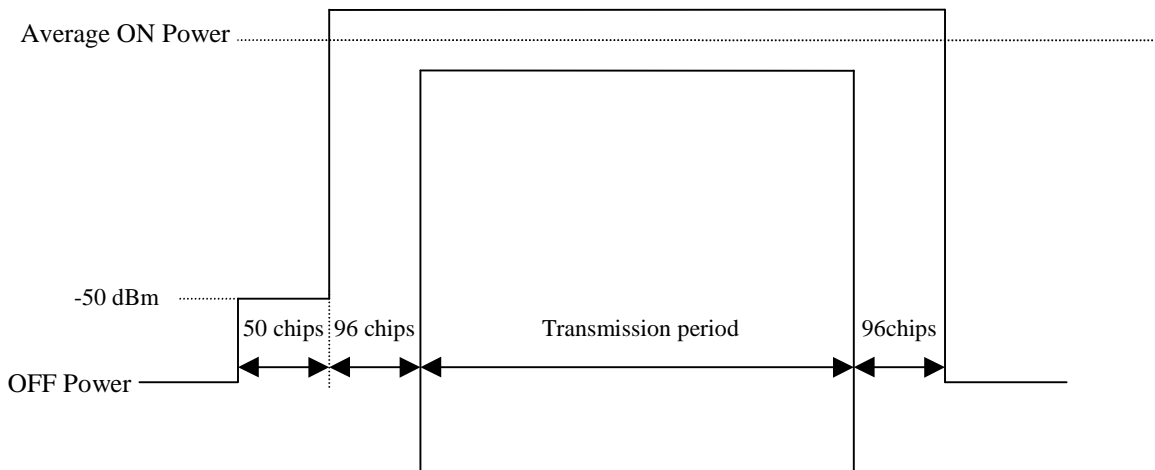 Average ON Power
-50 dBm
50 chips
96 chips
Transmission period
96chips
OFF Power